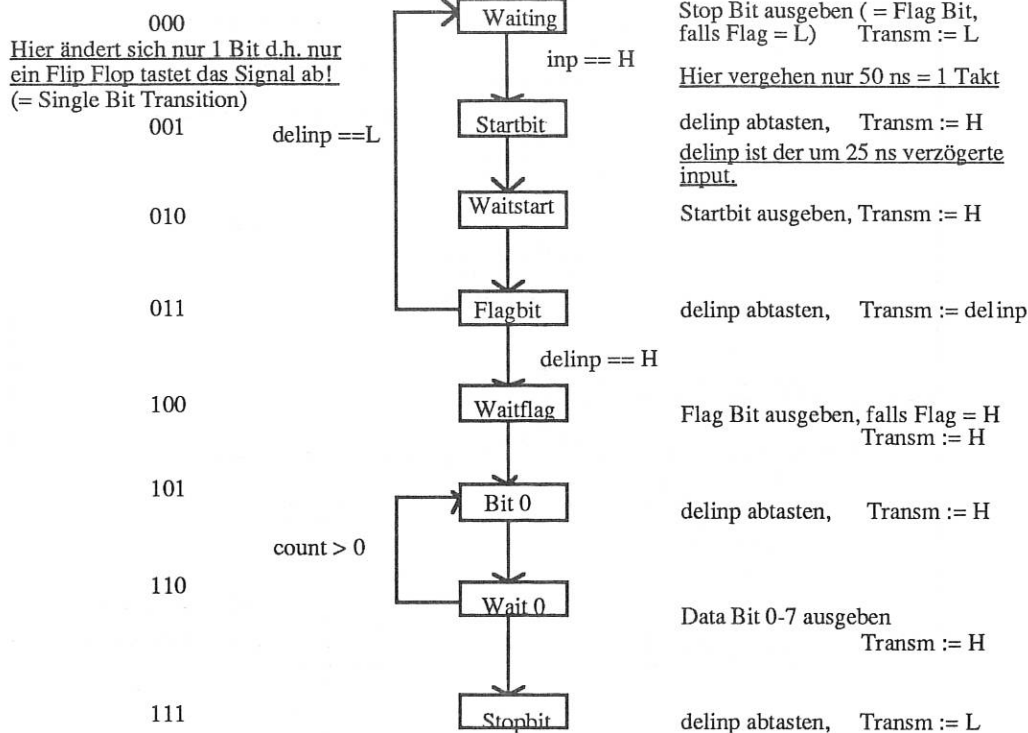 000
Hier ändert sich nur 1 Bit d.h. nur
ein Flip Flop tastet das Signal ab!
(= Single Bit Transition)
Waiting
Stop Bit ausgeben ( = Flag Bit,
falls Flag = L) Transm := L
inp == H
Hier vergehen nur 50 ns = 1 Takt
001
delinp ==L
Startbit
delinp abtasten, Transm := H
delinp ist der um 25 ns verzögerte
input.
010
Waitstart
Startbit ausgeben, Transm := H
011
Flagbit
delinp abtasten, Transm := delinp
delinp == H
100
Waitflag
Flag Bit ausgeben, falls Flag = H
Transm := H
101
Bit 0
delinp abtasten, Transm := H
count > 0
110
Wait 0
Data Bit 0-7 ausgeben
Transm := H
111
Stopbit
delinp abtasten, Transm := L